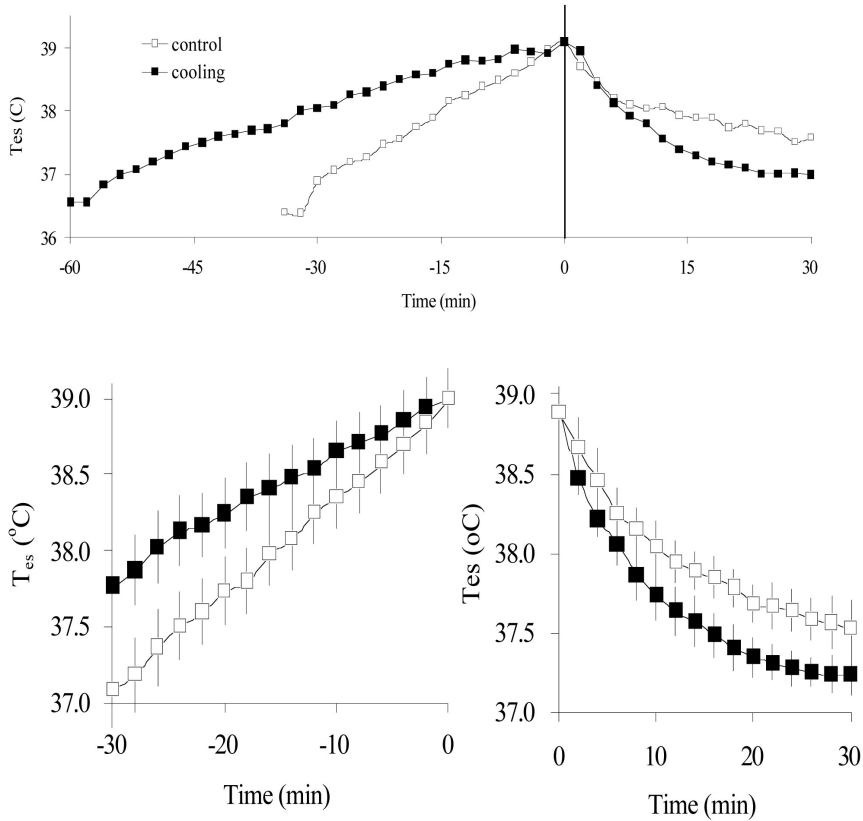 39
38
37
36
Tes (C)
control
cooling
-60 -45 -30 -15 0 15 30
Time (min)
39.0
38.5
38.0
37.5
37.0
Tes (°C)
-30 -20 -10 0
Time (min)
39.0
38.5
38.0
37.5
37.0
Tes (oC)
0 10 20 30
Time (min)